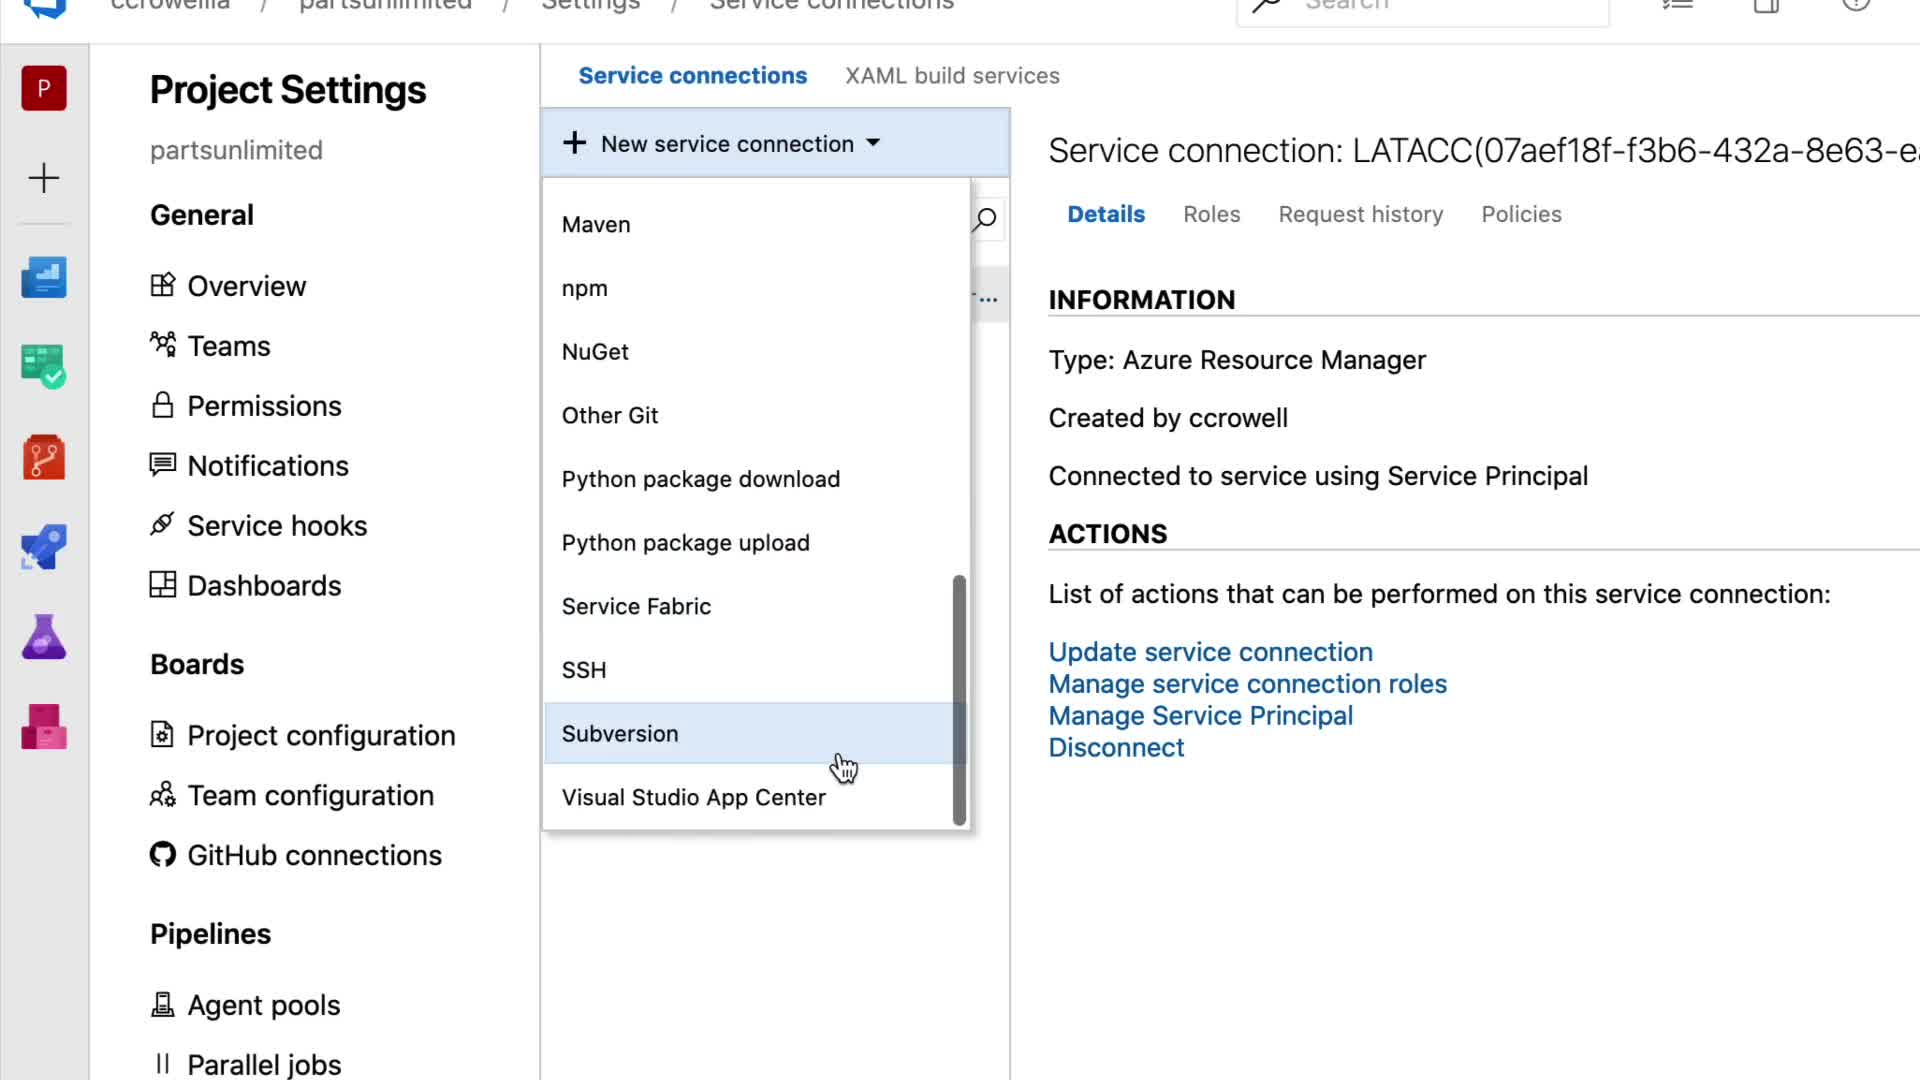 ccrowellla / partsunlimited / Settings / Service connections
Search
P
Project Settings
partsunlimited
General
Overview
Teams
Permissions
Notifications
Service hooks
Dashboards
Boards
Project configuration
Team configuration
GitHub connections
Pipelines
Agent pools
Parallel jobs
Service connections
XAML build services
+ New service connection
Maven
npm
NuGet
Other Git
Python package download
Python package upload
Service Fabric
SSH
Subversion
Visual Studio App Center
Service connection: LATACC(07aef18f-f3b6-432a-8e63-e
Details
Roles
Request history
Policies
INFORMATION
Type: Azure Resource Manager
Created by ccrowell
Connected to service using Service Principal
ACTIONS
List of actions that can be performed on this service connection:
Update service connection
Manage service connection roles
Manage Service Principal
Disconnect